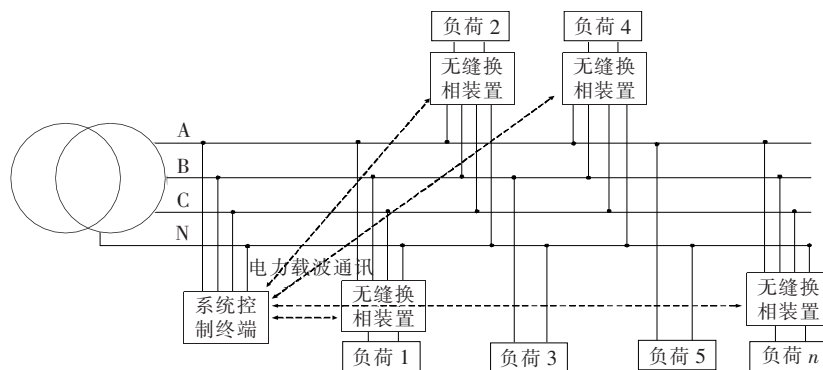 负荷 2
负荷 4
无缝换
相装置
无缝换
相装置
A
B
C
N
电力载波通讯
系统控
制终端
无缝换
相装置
无缝换
相装置
负荷 1
负荷 3
负荷 5
负荷 n